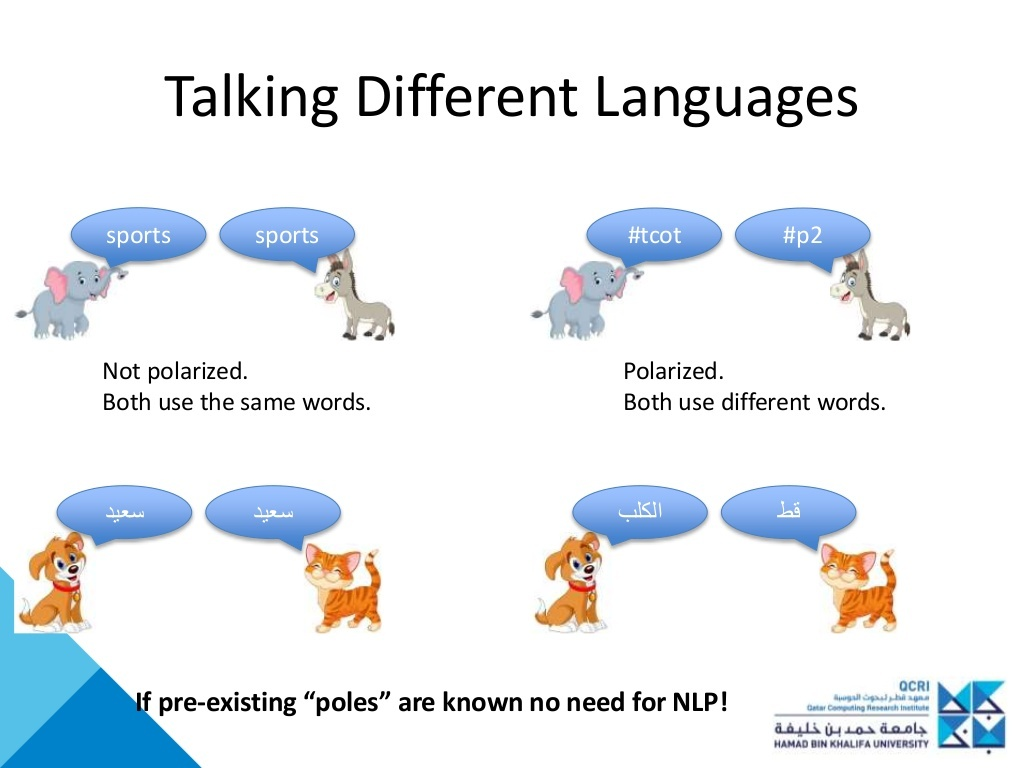 Talking Different Languages
sports
sports
#tcot
#p2
Not polarized.
Both use the same words.
Polarized.
Both use different words.
سعيد
سعيد
الكلب
قط
If pre-existing “poles” are known no need for NLP!
QCRI
معهد قطر لبحوث الحوسبة
Qatar Computing Research Institute
جامعة حمد بن خليفة
HAMAD BIN KHALIFA UNIVERSITY